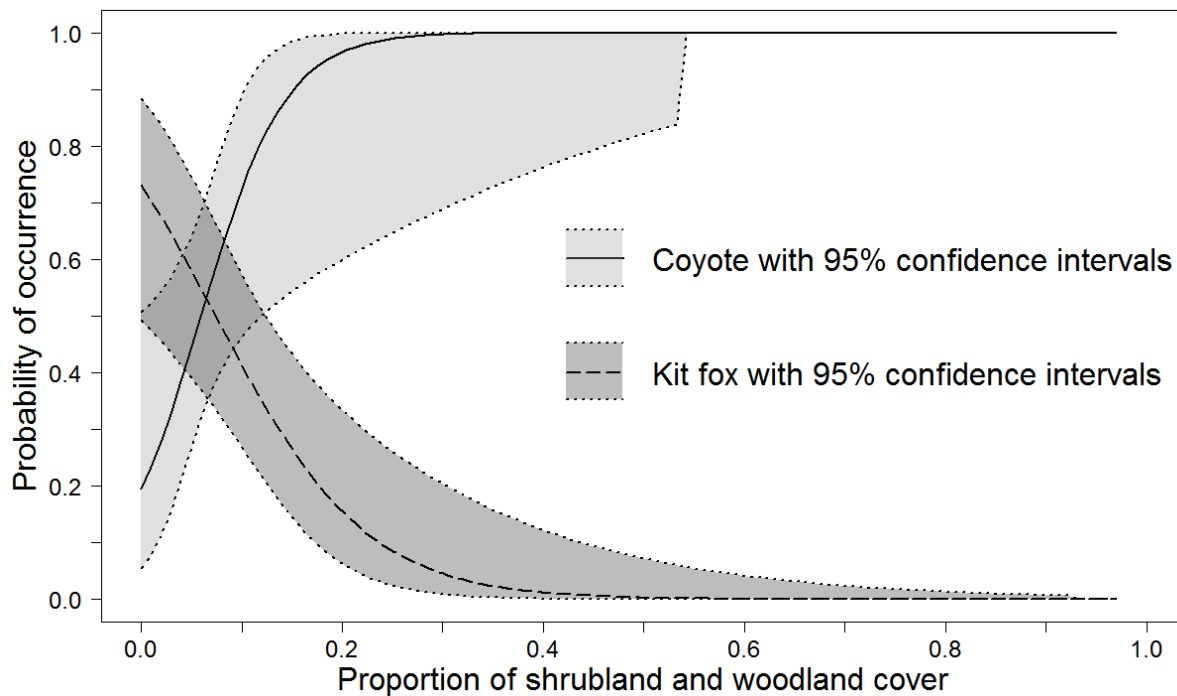 Probability of occurrence
1.0
0.8
0.6
0.4
0.2
0.0
Coyote with 95% confidence intervals
Kit fox with 95% confidence intervals
0.0 0.2 0.4 0.6 0.8 1.0
Proportion of shrubland and woodland cover